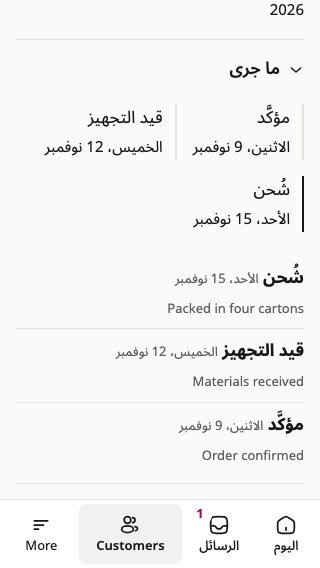 2026
ما جرى
مؤكَّد
الاثنين، 9 نوفمبر
قيد التجهيز
الخميس، 12 نوفمبر
شُحن
الأحد، 15 نوفمبر
شُحن الأحد، 15 نوفمبر
Packed in four cartons
قيد التجهيز الخميس، 12 نوفمبر
Materials received
مؤكَّد الاثنين، 9 نوفمبر
Order confirmed
اليوم
الرسائل 1
Customers
More